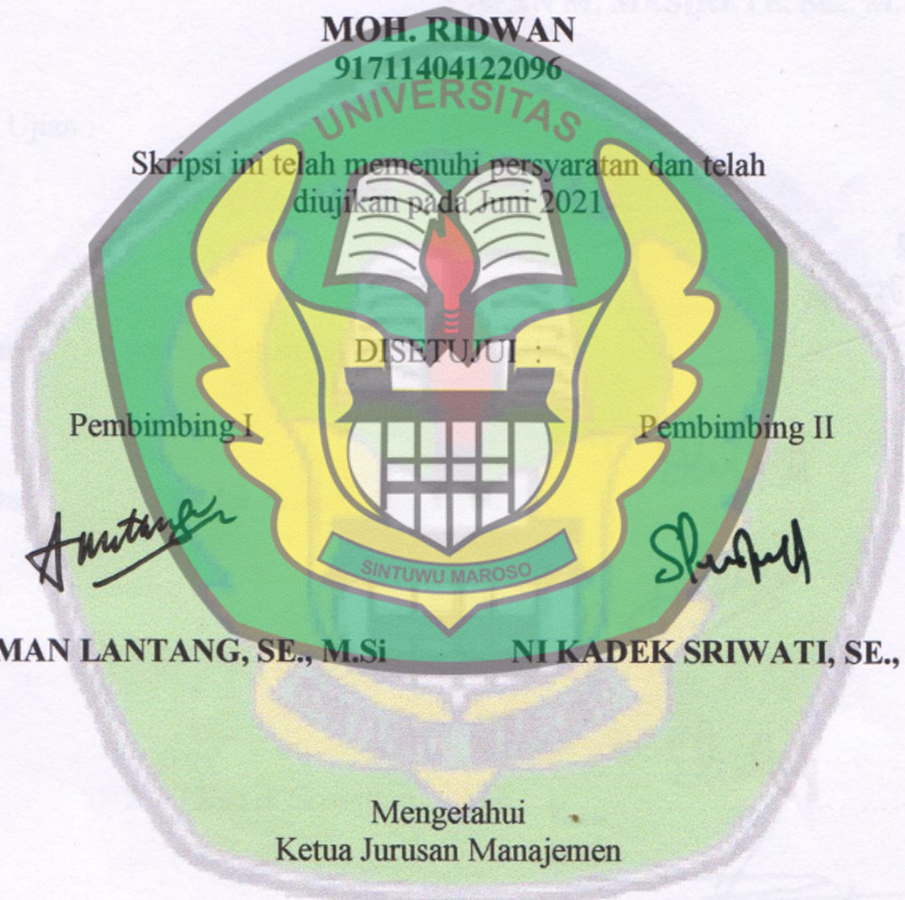 MOH. RIDWAN
91711404122096
UNIVERSITAS
Skripsi ini telah memenuhi persyaratan dan telah
diujikan pada Juni 2021
DISETUJUI :
Pembimbing I
Pembimbing II
SINTUWU MAROSO
MAN LANTANG, SE., M.Si
NI KADEK SRIWATI, SE.,
Mengetahui
Ketua Jurusan Manajemen